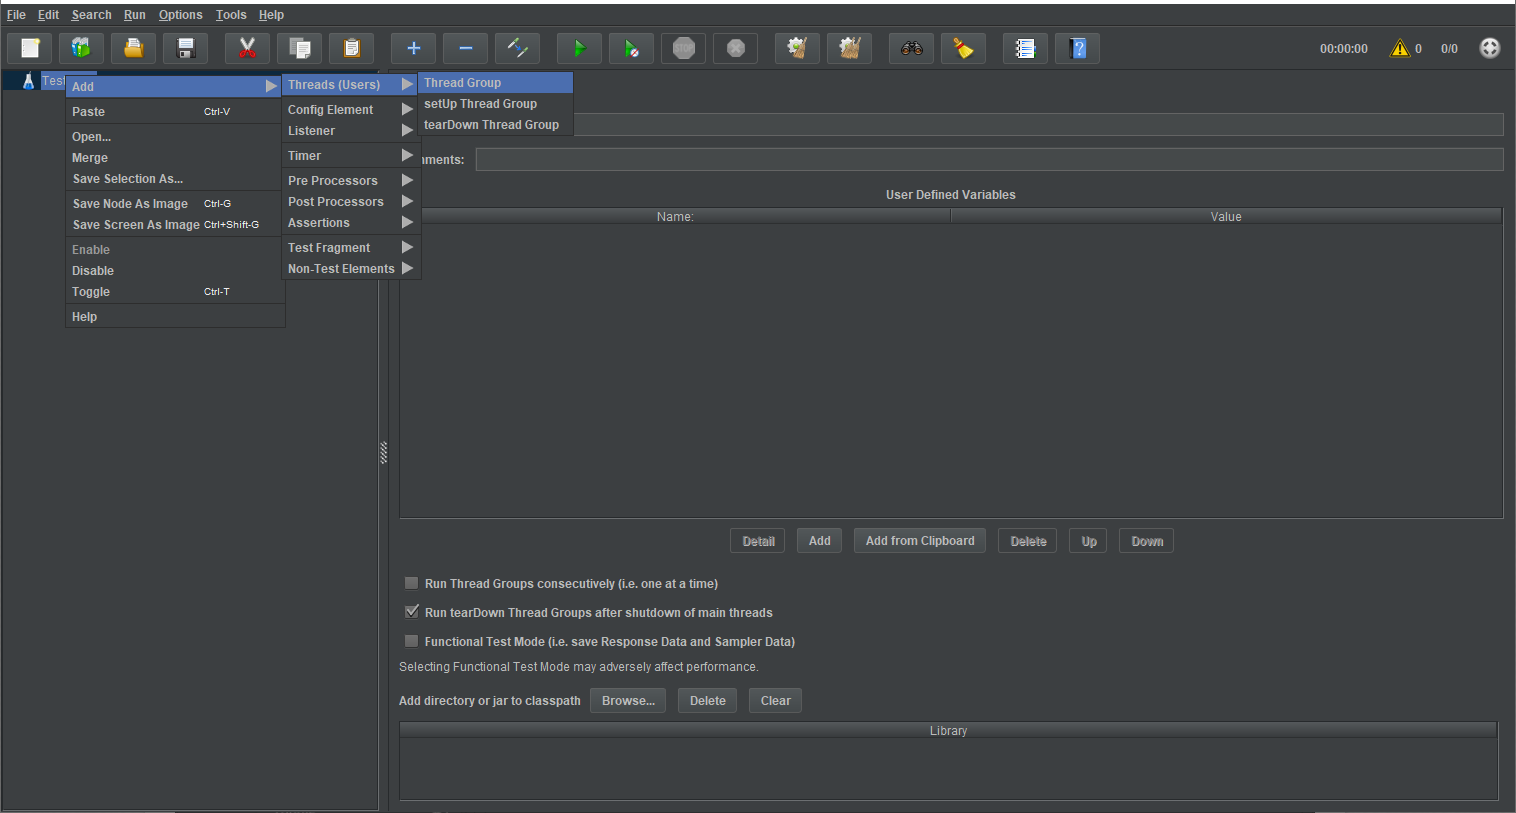 File Edit Search Run Options Tools Help
STOP
00:00:00 0 0/0
Test
Add
Paste Ctrl-V
Open...
Merge
Save Selection As...
Save Node As Image Ctrl-G
Save Screen As Image Ctrl+Shift-G
Enable
Disable
Toggle Ctrl-T
Help
Threads (Users)
Config Element
Listener
Timer
Pre Processors
Post Processors
Assertions
Test Fragment
Non-Test Elements
Thread Group
setUp Thread Group
tearDown Thread Group
mments:
User Defined Variables
Name: Value
Detail Add Add from Clipboard Delete Up Down
Run Thread Groups consecutively (i.e. one at a time)
Run tearDown Thread Groups after shutdown of main threads
Functional Test Mode (i.e. save Response Data and Sampler Data)
Selecting Functional Test Mode may adversely affect performance.
Add directory or jar to classpath Browse... Delete Clear
Library